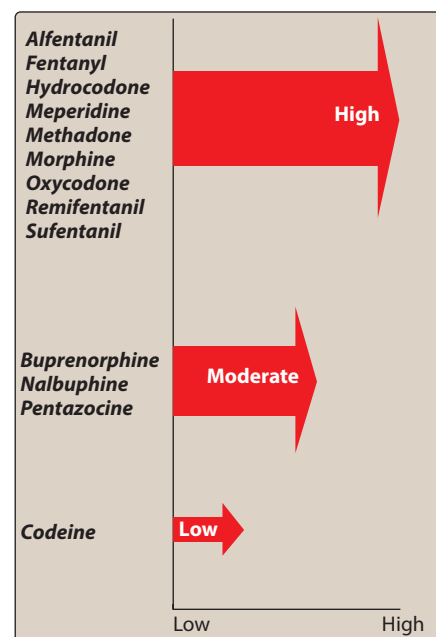 Alfentanil
Fentanyl
Hydrocodone
Meperidine
Methadone
Morphine
Oxycodone
Remifentanil
Sufentanil
High
Buprenorphine
Nalbuphine
Pentazocine
Moderate
Codeine
Low
Low High